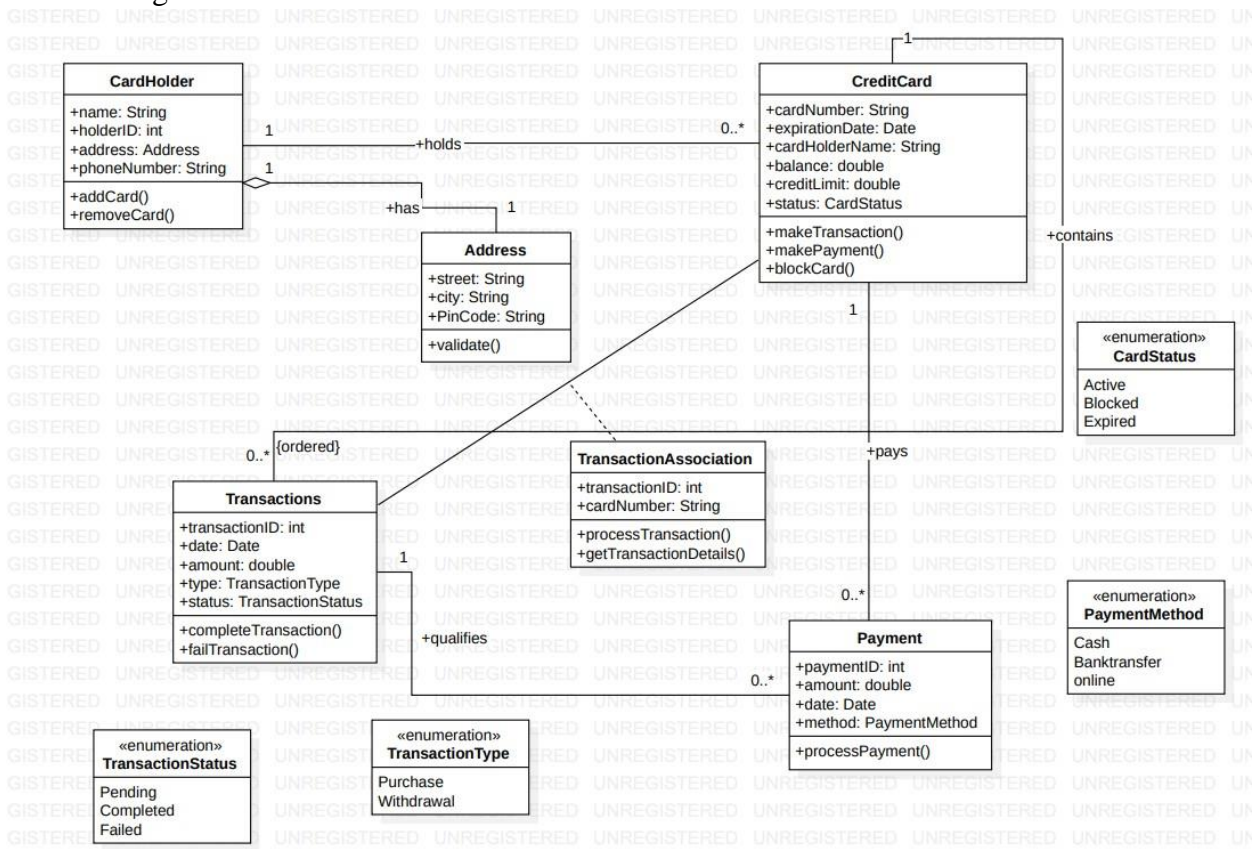 CardHolder
+name: String
+holderID: int
+address: Address
+phoneNumber: String
+addCard()
+removeCard()
1
+holds
0..*
1
+has
1
Address
+street: String
+city: String
+PinCode: String
+validate()
CreditCard
+cardNumber: String
+expirationDate: Date
+cardHolderName: String
+balance: double
+creditLimit: double
+status: CardStatus
+makeTransaction()
+makePayment()
+blockCard()
1
+contains
0..*
{ordered}
1
+pays
0..*
«enumeration»
CardStatus
Active
Blocked
Expired
TransactionAssociation
+transactionID: int
+cardNumber: String
+processTransaction()
+getTransactionDetails()
Transactions
+transactionID: int
+date: Date
+amount: double
+type: TransactionType
+status: TransactionStatus
+completeTransaction()
+failTransaction()
1
+qualifies
0..*
Payment
+paymentID: int
+amount: double
+date: Date
+method: PaymentMethod
+processPayment()
«enumeration»
PaymentMethod
Cash
Banktransfer
online
«enumeration»
TransactionStatus
Pending
Completed
Failed
«enumeration»
TransactionType
Purchase
Withdrawal
UNREGISTERED